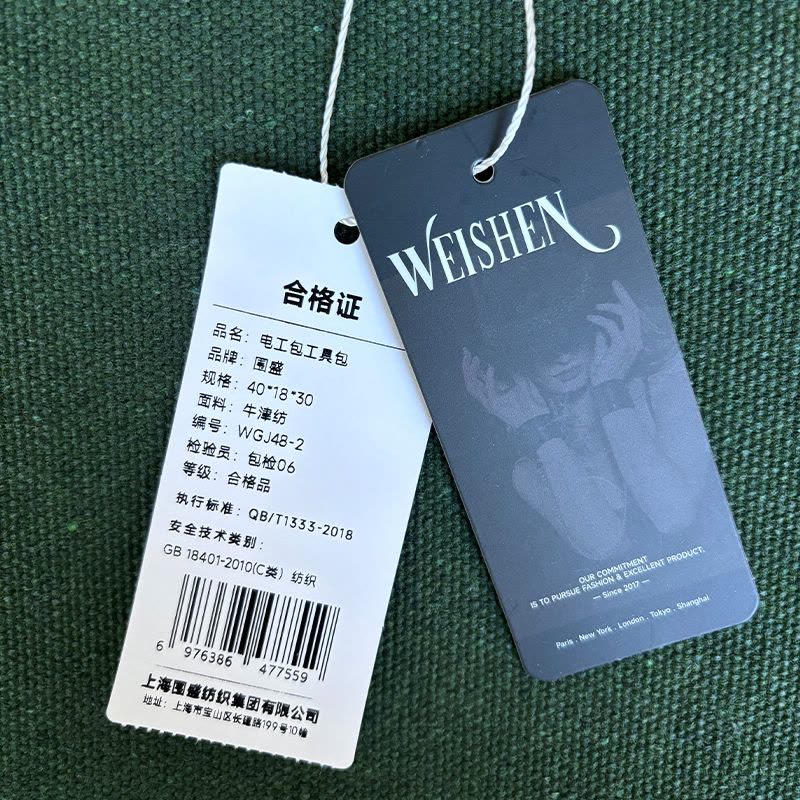 合格证
品名：电工包工具包
品牌：围盛
规格：40*18*30
面料：牛津纺
编号：WGJ48-2
检验员：包检06
等级：合格品
执行标准：QB/T1333-2018
安全技术类别：
GB 18401-2010(C类) 纺织
6 976386 477559
上海围盛纺织集团有限公司
地址：上海市宝山区长建路199号10幢
WEISHEN
OUR COMMITMENT
IS TO PURSUE FASHION & EXCELLENT PRODUCT.
— Since 2017 —
Paris . New York . London . Tokyo . Shanghai